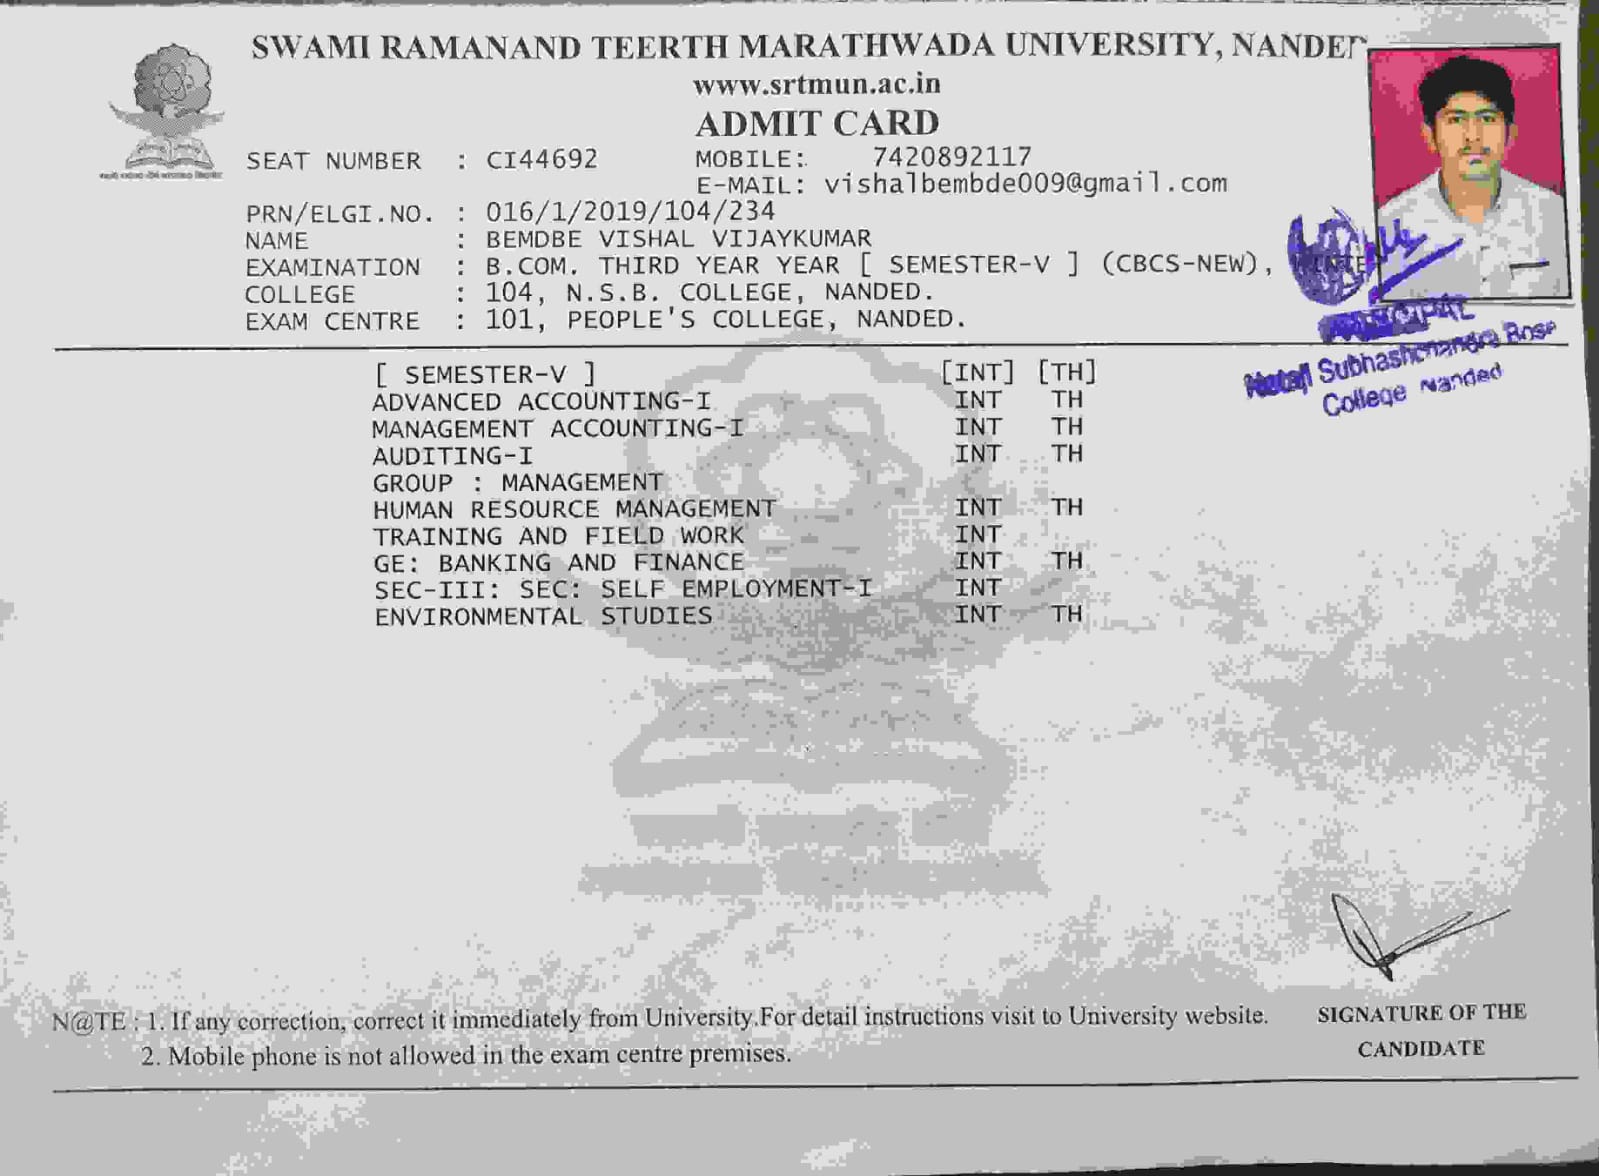 SWAMI RAMANAND TEERTH MARATHWADA UNIVERSITY, NANDED
www.srtmun.ac.in
ADMIT CARD
SEAT NUMBER : CI44692 MOBILE: 7420892117
E-MAIL: vishalbembde009@gmail.com
PRN/ELGI.NO. : 016/1/2019/104/234
NAME : BEMDBE VISHAL VIJAYKUMAR
EXAMINATION : B.COM. THIRD YEAR YEAR [ SEMESTER-V ] (CBCS-NEW),
COLLEGE : 104, N.S.B. COLLEGE, NANDED.
EXAM CENTRE : 101, PEOPLE'S COLLEGE, NANDED.
PRINCIPAL
Netaji Subhashchandra Bose
College Nanded
[ SEMESTER-V ] [INT] [TH]
ADVANCED ACCOUNTING-I INT TH
MANAGEMENT ACCOUNTING-I INT TH
AUDITING-I INT TH
GROUP : MANAGEMENT
HUMAN RESOURCE MANAGEMENT INT TH
TRAINING AND FIELD WORK INT
GE: BANKING AND FINANCE INT TH
SEC-III: SEC: SELF EMPLOYMENT-I INT
ENVIRONMENTAL STUDIES INT TH
N@TE : 1. If any correction, correct it immediately from University.For detail instructions visit to University website.
2. Mobile phone is not allowed in the exam centre premises.
SIGNATURE OF THE
CANDIDATE